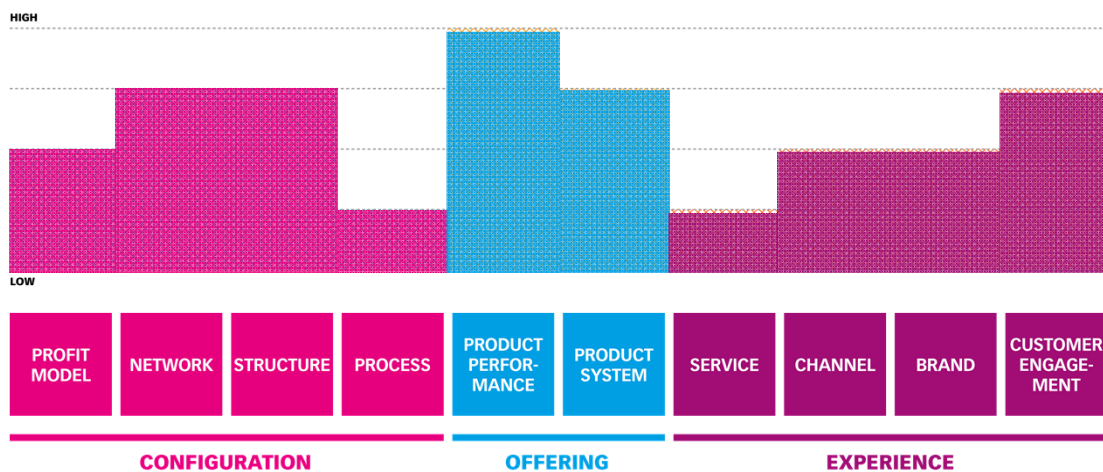 HIGH
LOW
PROFIT
MODEL
NETWORK
STRUCTURE
PROCESS
PRODUCT
PERFOR-
MANCE
PRODUCT
SYSTEM
SERVICE
CHANNEL
BRAND
CUSTOMER
ENGAGE-
MENT
CONFIGURATION
OFFERING
EXPERIENCE